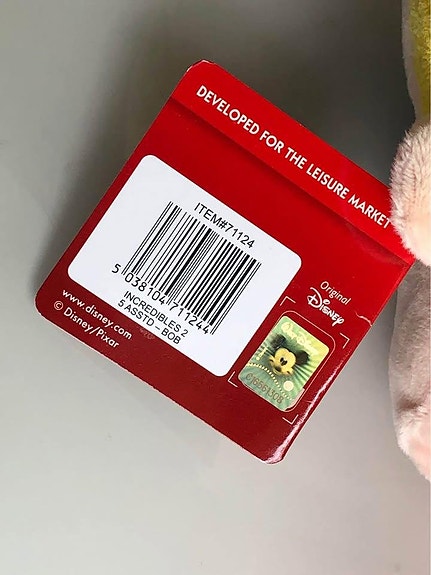 DEVELOPED FOR THE LEISURE MARKET
ITEM#71124
5 038104 711244
INCREDIBLES 2
5 ASSTD - BOB
Original
Disney
www.disney.com
© Disney/Pixar